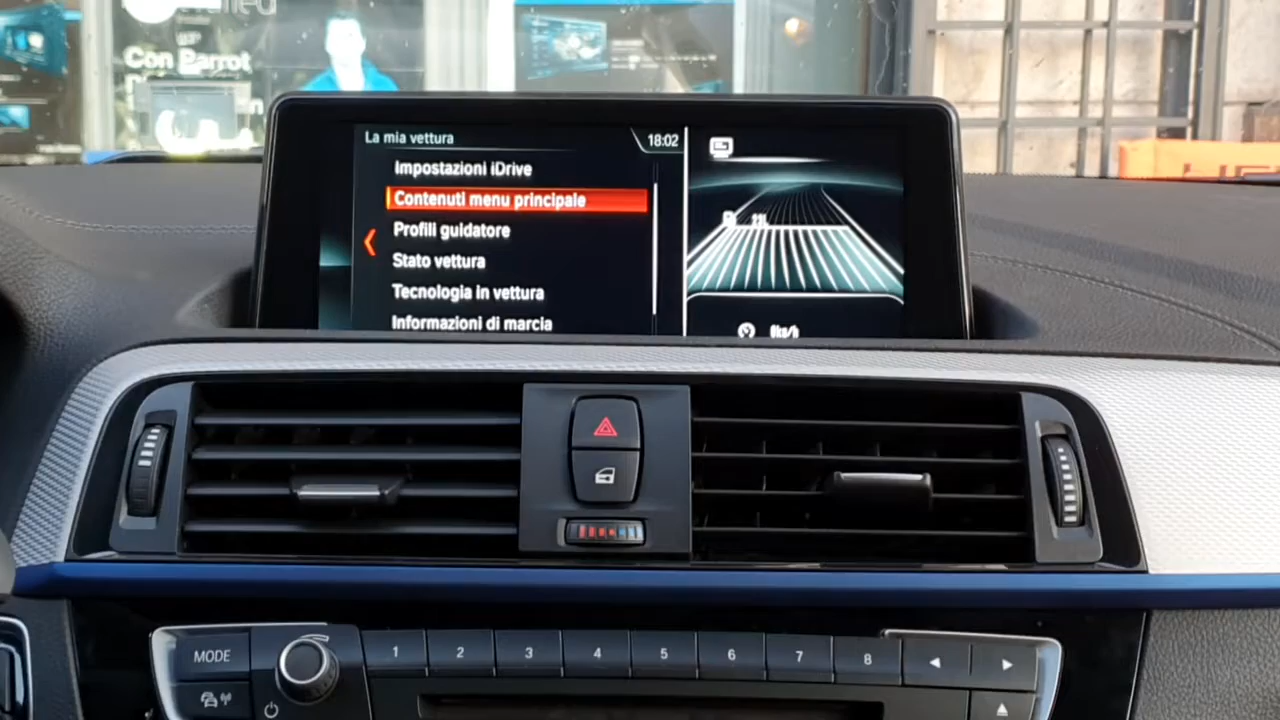 Con Parrot
La mia vettura
18:02
Impostazioni iDrive
Contenuti menu principale
Profili guidatore
Stato vettura
Tecnologia in vettura
Informazioni di marcia
0km/h
MODE
1
2
3
4
5
6
7
8